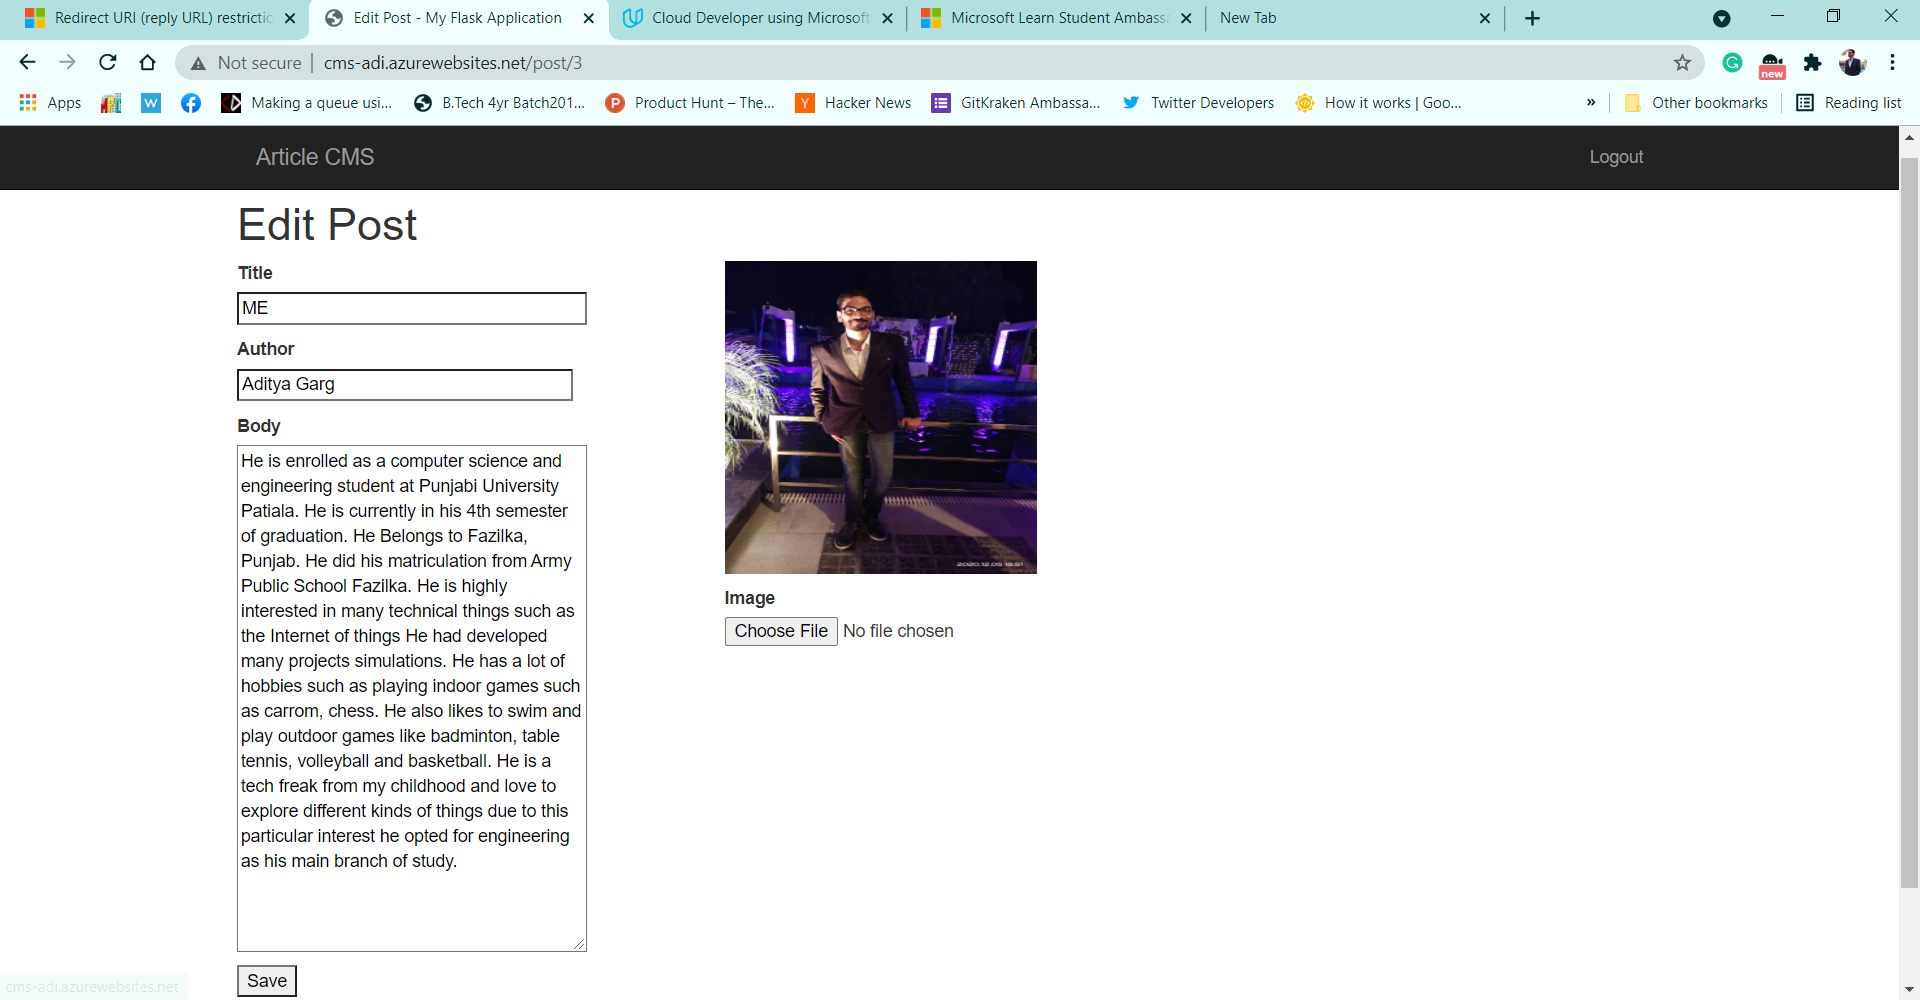 Redirect URI (reply URL) restrictio
Edit Post - My Flask Application
Cloud Developer using Microsoft
Microsoft Learn Student Ambassa
New Tab
Not secure
cms-adi.azurewebsites.net/post/3
new
Apps
Making a queue usi...
B.Tech 4yr Batch201...
Product Hunt – The...
Hacker News
GitKraken Ambassa...
Twitter Developers
How it works | Goo...
»
Other bookmarks
Reading list
Article CMS
Logout
Edit Post
Title
ME
Author
Aditya Garg
Body
He is enrolled as a computer science and
engineering student at Punjabi University
Patiala. He is currently in his 4th semester
of graduation. He Belongs to Fazilka,
Punjab. He did his matriculation from Army
Public School Fazilka. He is highly
interested in many technical things such as
the Internet of things He had developed
many projects simulations. He has a lot of
hobbies such as playing indoor games such
as carrom, chess. He also likes to swim and
play outdoor games like badminton, table
tennis, volleyball and basketball. He is a
tech freak from my childhood and love to
explore different kinds of things due to this
particular interest he opted for engineering
as his main branch of study.
Save
2020.12.05 19:51
Image
Choose File No file chosen
cms-adi.azurewebsites.net